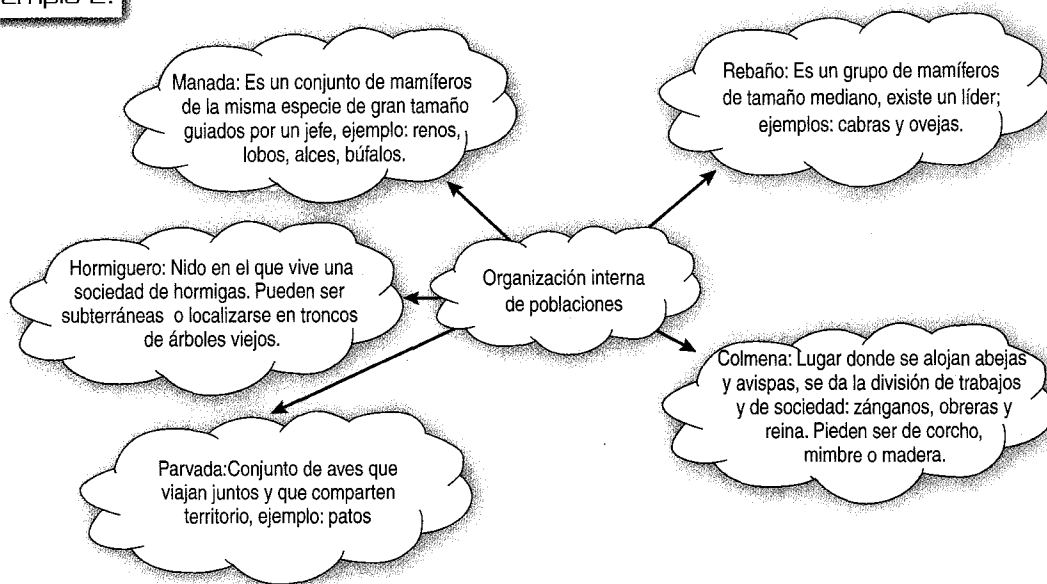 2.
Manada: Es un conjunto de mamíferos
de la misma especie de gran tamaño
guiados por un jefe, ejemplo: renos,
lobos, alces, búfalos.
Rebaño: Es un grupo de mamíferos
de tamaño mediano, existe un líder;
ejemplos: cabras y ovejas.
Hormiguero: Nido en el que vive una
sociedad de hormigas. Pueden ser
subterráneas o localizarse en troncos
de árboles viejos.
Organización interna
de poblaciones
Colmena: Lugar donde se alojan abejas
y avispas, se da la división de trabajos
y de sociedad: zánganos, obreras y
reina. Pieden ser de corcho,
mimbre o madera.
Parvada:Conjunto de aves que
viajan juntos y que comparten
territorio, ejemplo: patos